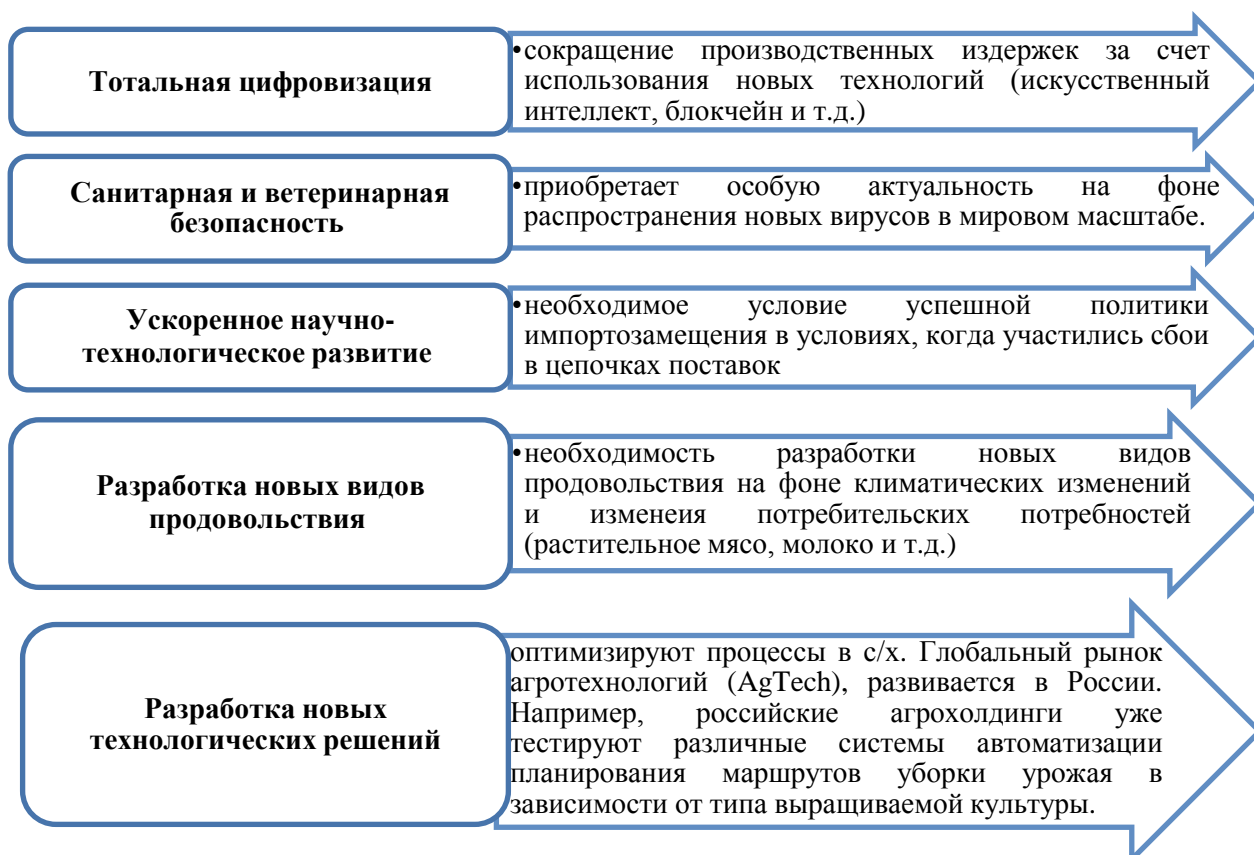 Тотальная цифровизация
•сокращение производственных издержек за счет
использования новых технологий (искусственный
интеллект, блокчейн и т.д.)
Санитарная и ветеринарная
безопасность
•приобретает особую актуальность на фоне
распространения новых вирусов в мировом масштабе.
Ускоренное научно-
технологическое развитие
•необходимое условие успешной политики
импортозамещения в условиях, когда участились сбои
в цепочках поставок
Разработка новых видов
продовольствия
•необходимость разработки новых видов
продовольствия на фоне климатических изменений
и изменеия потребительских потребностей
(растительное мясо, молоко и т.д.)
Разработка новых
технологических решений
оптимизируют процессы в с/х. Глобальный рынок
агротехнологий (AgTech), развивается в России.
Например, российские агрохолдинги уже
тестируют различные системы автоматизации
планирования маршрутов уборки урожая в
зависимости от типа выращиваемой культуры.